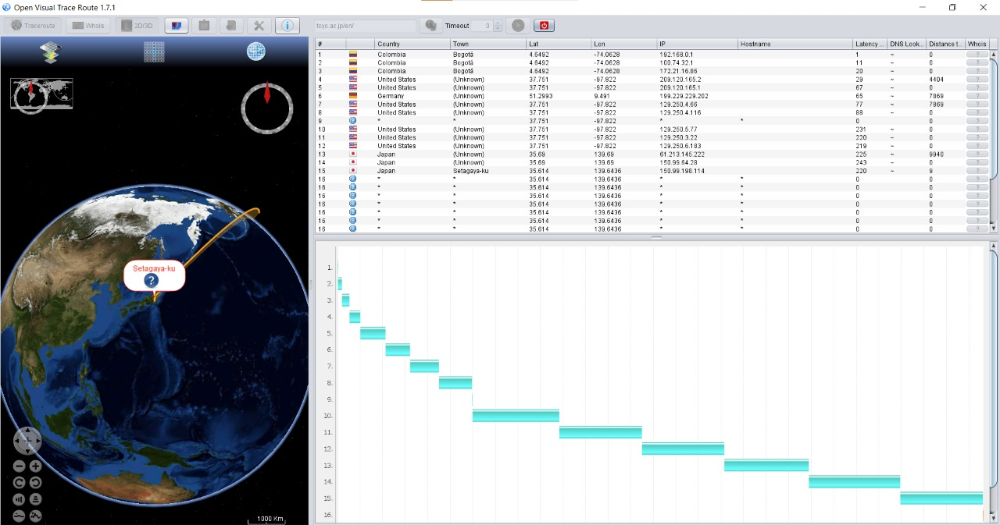 Open Visual Trace Route 1.7.1
Traceroute Whois 2D/3D toyo.ac.jp/en/ Timeout 0
# Country Town Lat Lon IP Hostname Latency ... DNS Look... Distance t... Whois
1 Colombia Bogotá 4.6492 -74.0628 192.168.0.1 1 ~ 0 ?
2 Colombia Bogotá 4.6492 -74.0628 100.74.32.1 11 ~ 0 ?
3 Colombia Bogotá 4.6492 -74.0628 172.21.16.86 20 ~ 0 ?
4 United States (Unknown) 37.751 -97.822 209.120.165.2 29 ~ 4404 ?
5 United States (Unknown) 37.751 -97.822 209.120.165.1 67 ~ 0 ?
6 Germany (Unknown) 51.2993 9.491 199.229.229.202 65 ~ 7869 ?
7 United States (Unknown) 37.751 -97.822 129.250.4.66 77 ~ 7869 ?
8 United States (Unknown) 37.751 -97.822 129.250.4.116 88 ~ 0 ?
9 * * 37.751 -97.822 * * 0 0 ?
10 United States (Unknown) 37.751 -97.822 129.250.5.77 231 ~ 0 ?
11 United States (Unknown) 37.751 -97.822 129.250.3.22 220 ~ 0 ?
12 United States (Unknown) 37.751 -97.822 129.250.6.183 219 ~ 0 ?
13 Japan (Unknown) 35.69 139.69 61.213.145.222 225 ~ 9940 ?
14 Japan (Unknown) 35.69 139.69 150.99.64.28 243 ~ 0 ?
15 Japan Setagaya-ku 35.614 139.6436 150.99.198.114 220 ~ 9 ?
16 * * 35.614 139.6436 * * 0 0 ?
16 * * 35.614 139.6436 * * 0 0 ?
16 * * 35.614 139.6436 * * 0 0 ?
16 * * 35.614 139.6436 * * 0 0 ?
16 * * 35.614 139.6436 * * 0 0 ?
16 * * 35.614 139.6436 * * 0 0 ?
16 * * 35.614 139.6436 * * 0 0 ?
Setagaya-ku
?
1000 Km
1.
2.
3.
4.
5.
6.
7.
8.
9.
10.
11.
12.
13.
14.
15.
16.